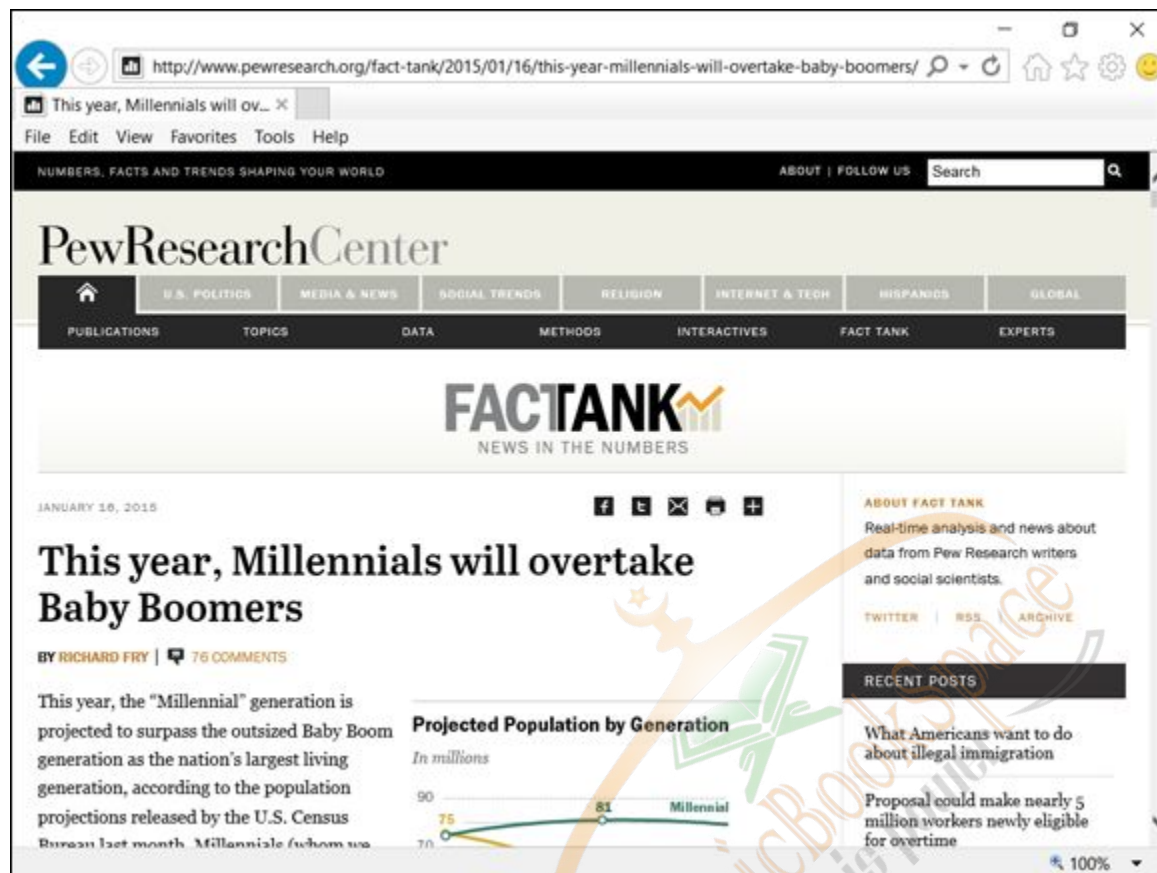 http://www.pewresearch.org/fact-tank/2015/01/16/this-year-millennials-will-overtake-baby-boomers/
This year, Millennials will ov...
File Edit View Favorites Tools Help
NUMBERS, FACTS AND TRENDS SHAPING YOUR WORLD
ABOUT | FOLLOW US
Search
PewResearchCenter
U.S. POLITICS MEDIA & NEWS SOCIAL TRENDS RELIGION INTERNET & TECH HISPANICS GLOBAL
PUBLICATIONS TOPICS DATA METHODS INTERACTIVES FACT TANK EXPERTS
FACTTANK
NEWS IN THE NUMBERS
JANUARY 16, 2015
This year, Millennials will overtake
Baby Boomers
BY RICHARD FRY | 76 COMMENTS
This year, the “Millennial” generation is
projected to surpass the outsized Baby Boom
generation as the nation’s largest living
generation, according to the population
projections released by the U.S. Census
Bureau last month. Millennials (whom we
Projected Population by Generation
In millions
90
81
Millennial
75
70
ABOUT FACT TANK
Real-time analysis and news about
data from Pew Research writers
and social scientists.
TWITTER | RSS | ARCHIVE
RECENT POSTS
What Americans want to do
about illegal immigration
Proposal could make nearly 5
million workers newly eligible
for overtime
100%